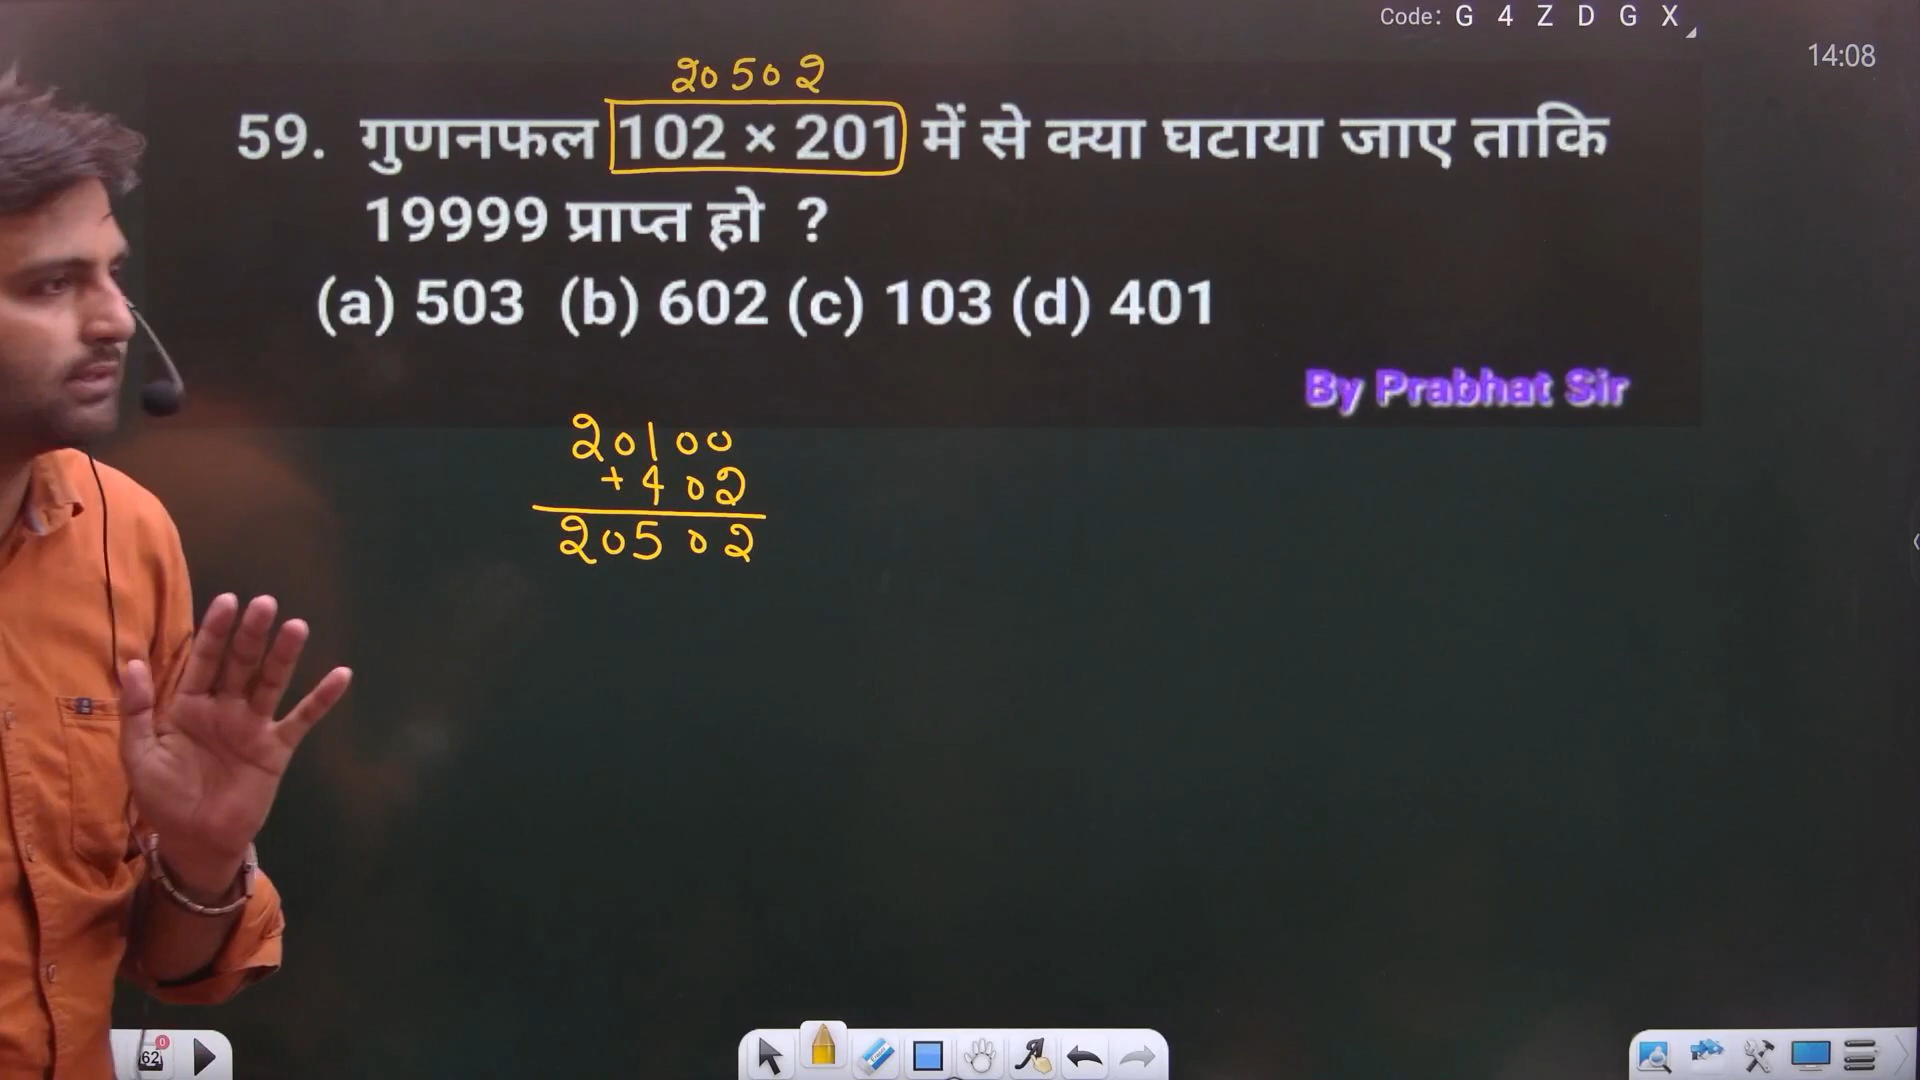 Code: G 4 Z D G X
14:08
20502
59. गुणनफल 102 × 201 में से क्या घटाया जाए ताकि
19999 प्राप्त हो ?
(a) 503 (b) 602 (c) 103 (d) 401
By Prabhat Sir
20100
+402
20502
62
0